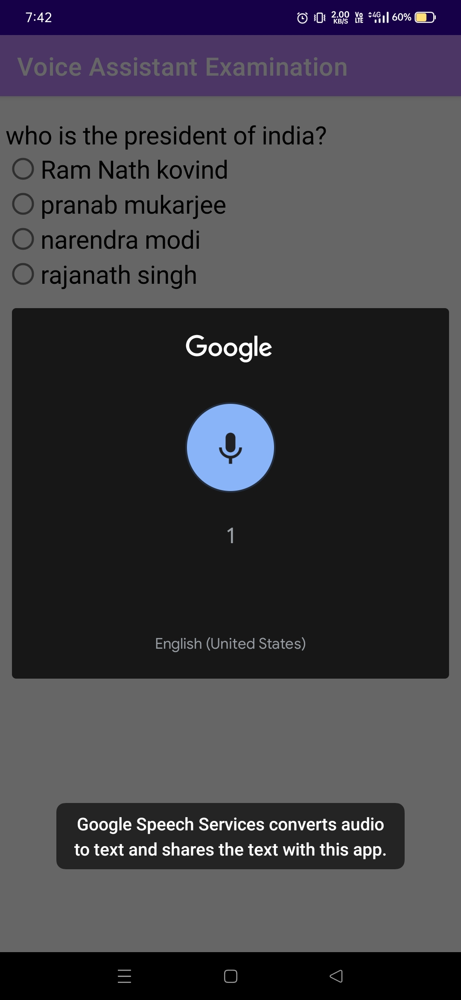 7:42
2.00
KB/S
Vo
LTE
4G
60%
Voice Assistant Examination
who is the president of india?
Ram Nath kovind
pranab mukarjee
narendra modi
rajanath singh
Google
1
English (United States)
Google Speech Services converts audio
to text and shares the text with this app.